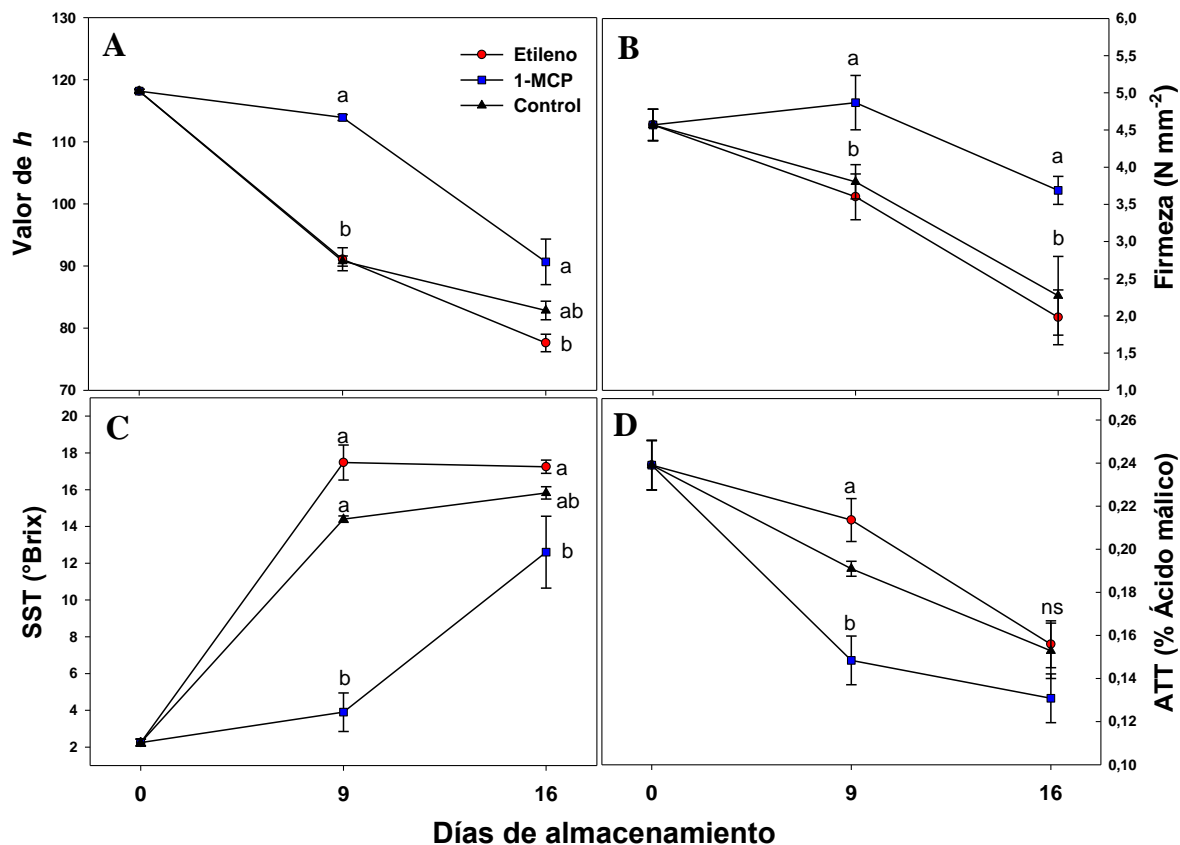 A
Etileno
1-MCP
Control
Valor de h
130
120
110
100
90
80
70
a
b
a
ab
b
B
Firmeza (N mm-2)
6,0
5,5
5,0
4,5
4,0
3,5
3,0
2,5
2,0
1,5
1,0
a
b
a
b
C
SST (°Brix)
20
18
16
14
12
10
8
6
4
2
a
a
b
a
ab
b
0 9 16
D
ATT (% Ácido málico)
0,26
0,24
0,22
0,20
0,18
0,16
0,14
0,12
0,10
a
b
ns
0 9 16
Días de almacenamiento